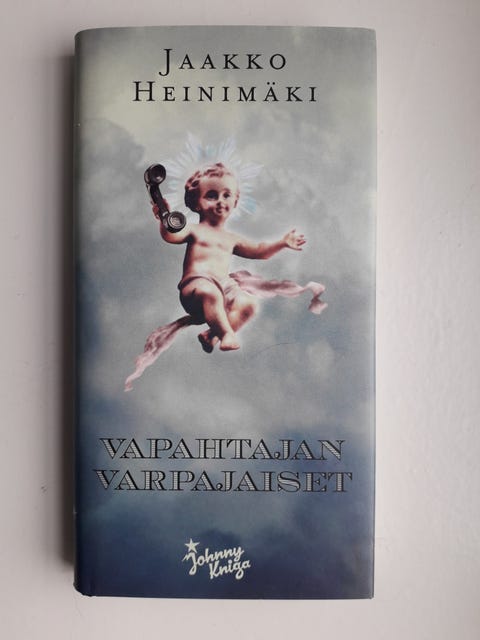 JAAKKO
HEINIMÄKI
VAPAHTAJAN
VARPAJAISET
Johnny
Kniga